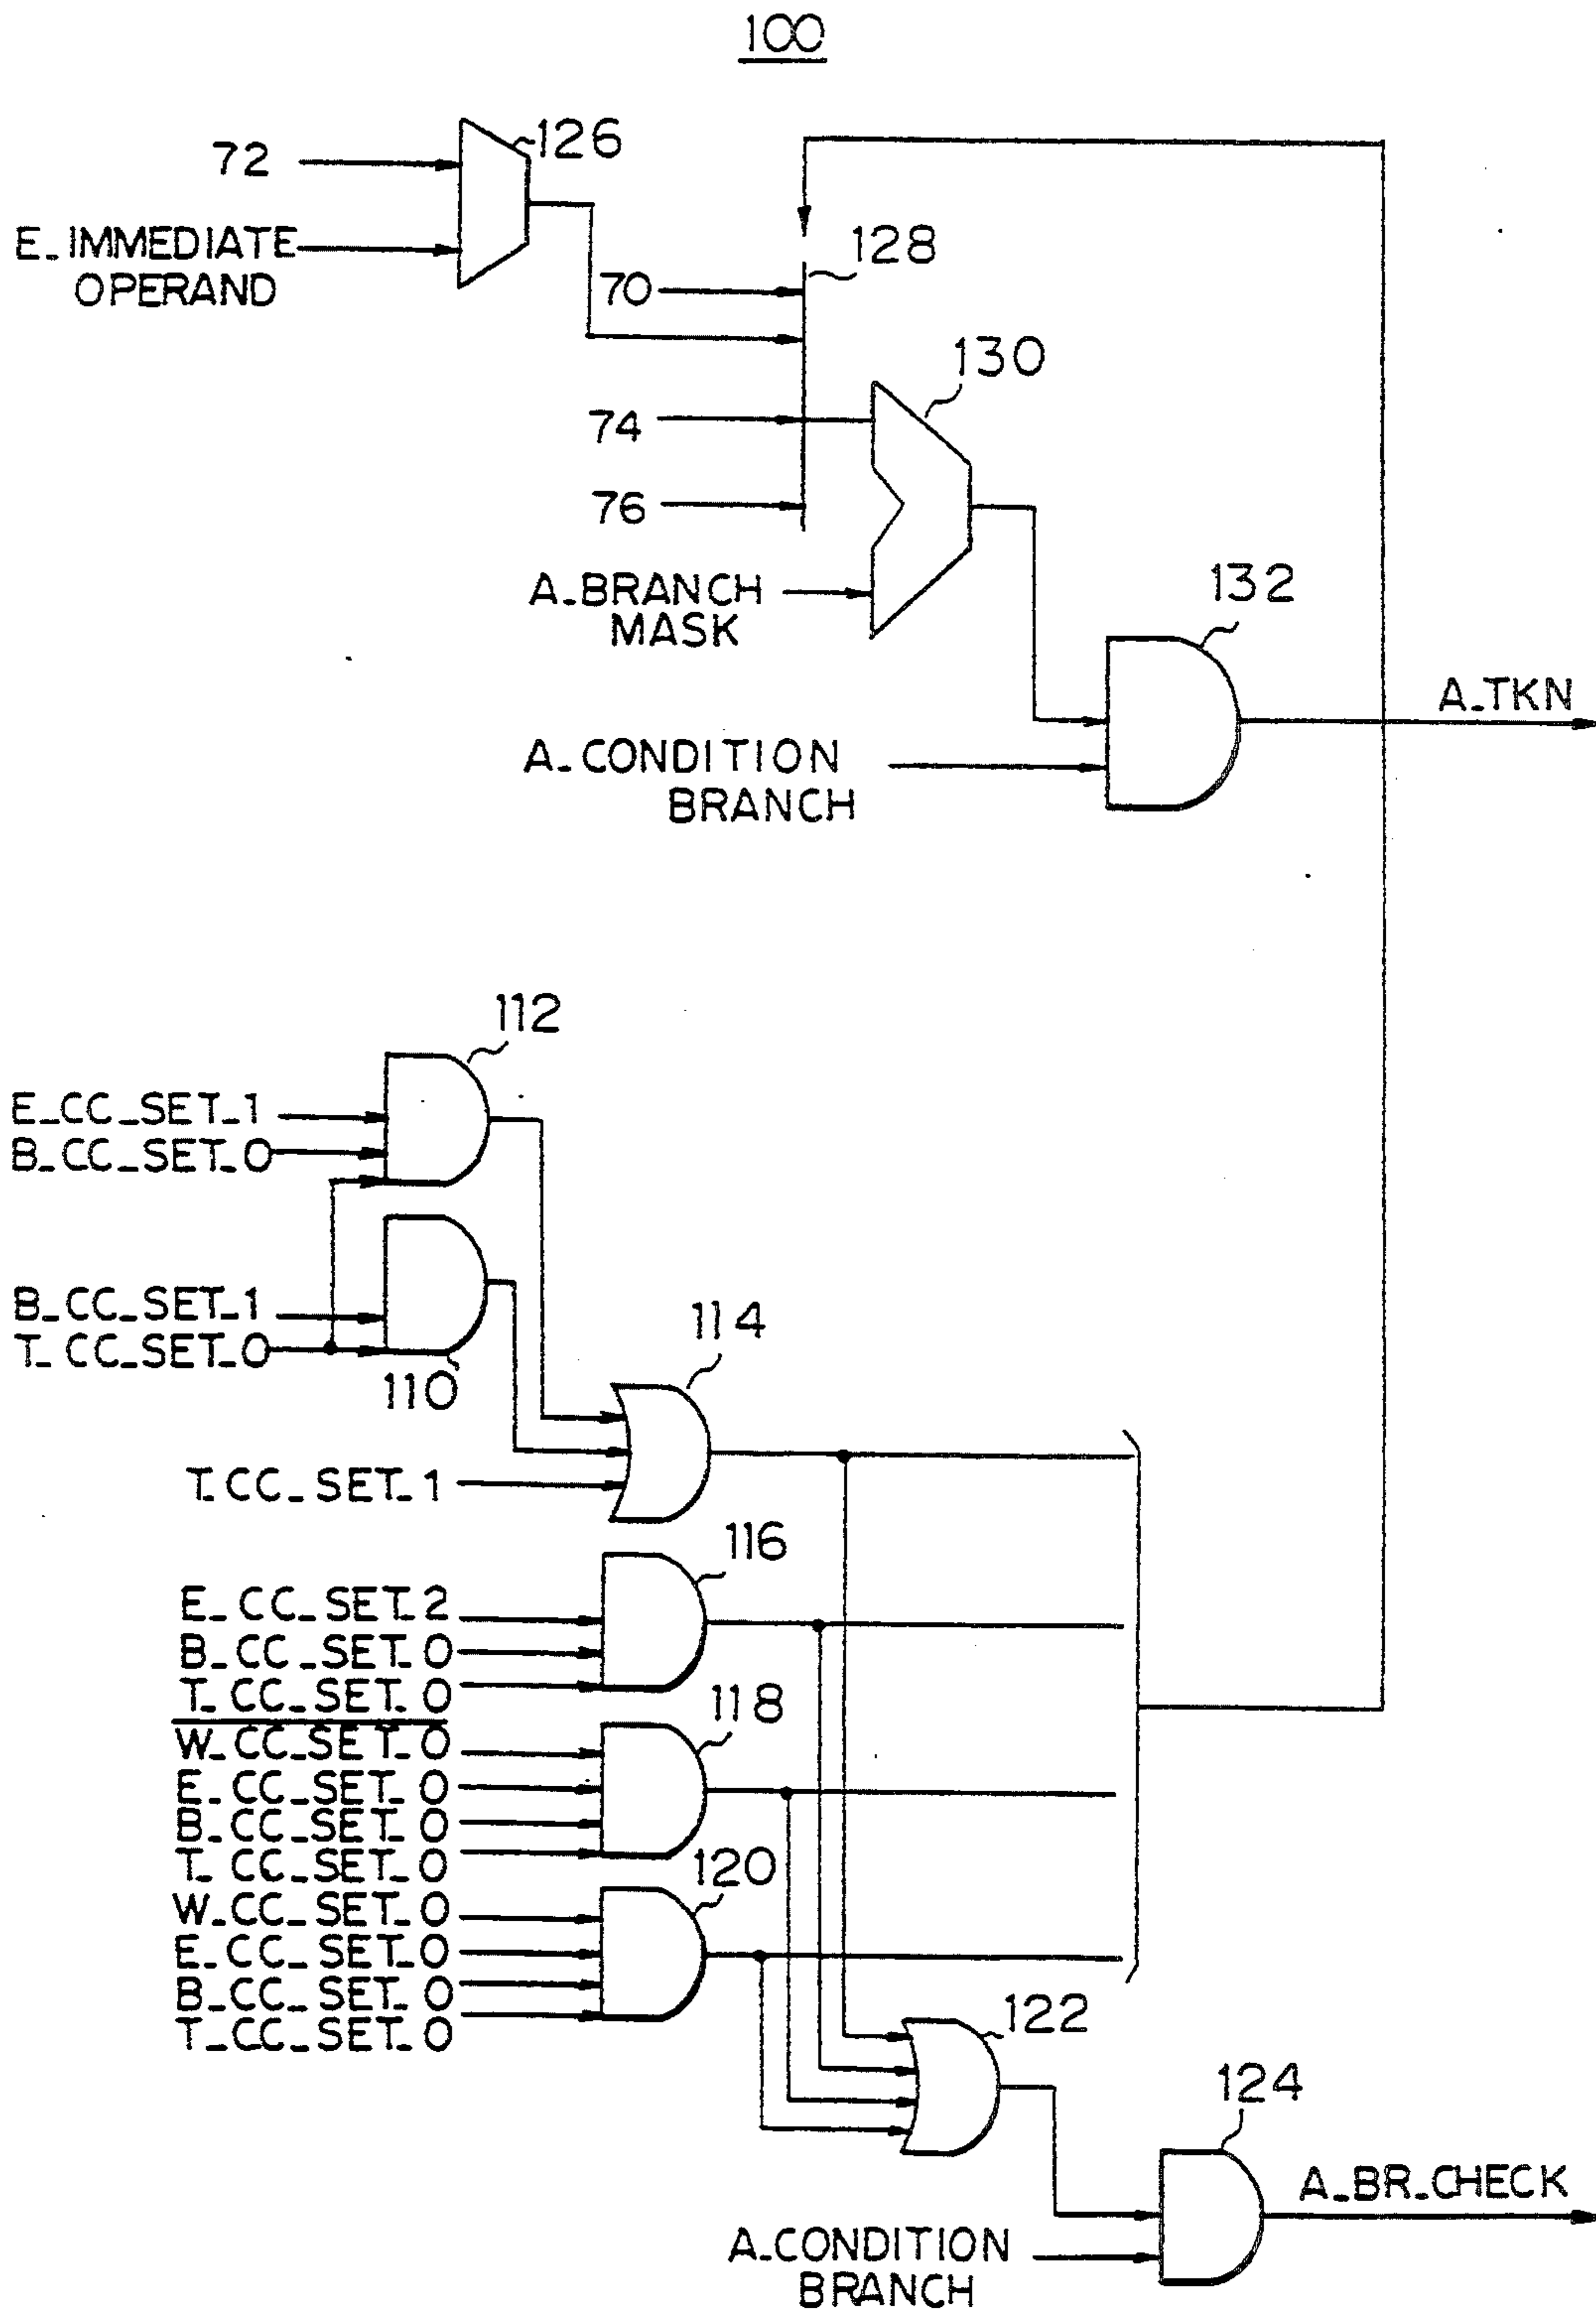 100
126
72
E_IMMEDIATE
OPERAND
128
70
130
74
76
A_BRANCH
MASK
132
A_TKN
A_CONDITION
BRANCH
112
E_CC_SET_1
B_CC_SET_0
B_CC_SET_1
T_CC_SET_0
110
114
T_CC_SET_1
116
E_CC_SET_2
B_CC_SET_0
T_CC_SET_0
118
W_CC_SET_0
E_CC_SET_0
B_CC_SET_0
T_CC_SET_0
120
W_CC_SET_0
E_CC_SET_0
B_CC_SET_0
T_CC_SET_0
122
124
A_BR_CHECK
A_CONDITION
BRANCH